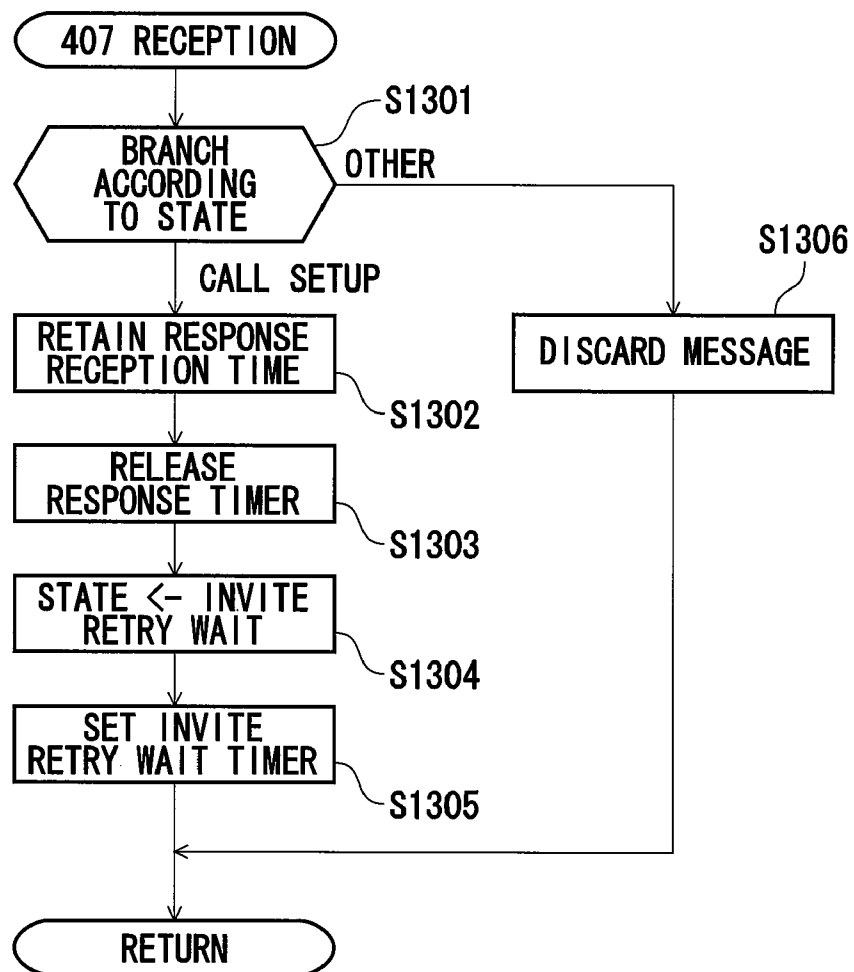 407 RECEPTION
S1301
BRANCH
ACCORDING
TO STATE
OTHER
S1306
CALL SETUP
RETAIN RESPONSE
RECEPTION TIME
DISCARD MESSAGE
S1302
RELEASE
RESPONSE TIMER
S1303
STATE <- INVITE
RETRY WAIT
S1304
SET INVITE
RETRY WAIT TIMER
S1305
RETURN